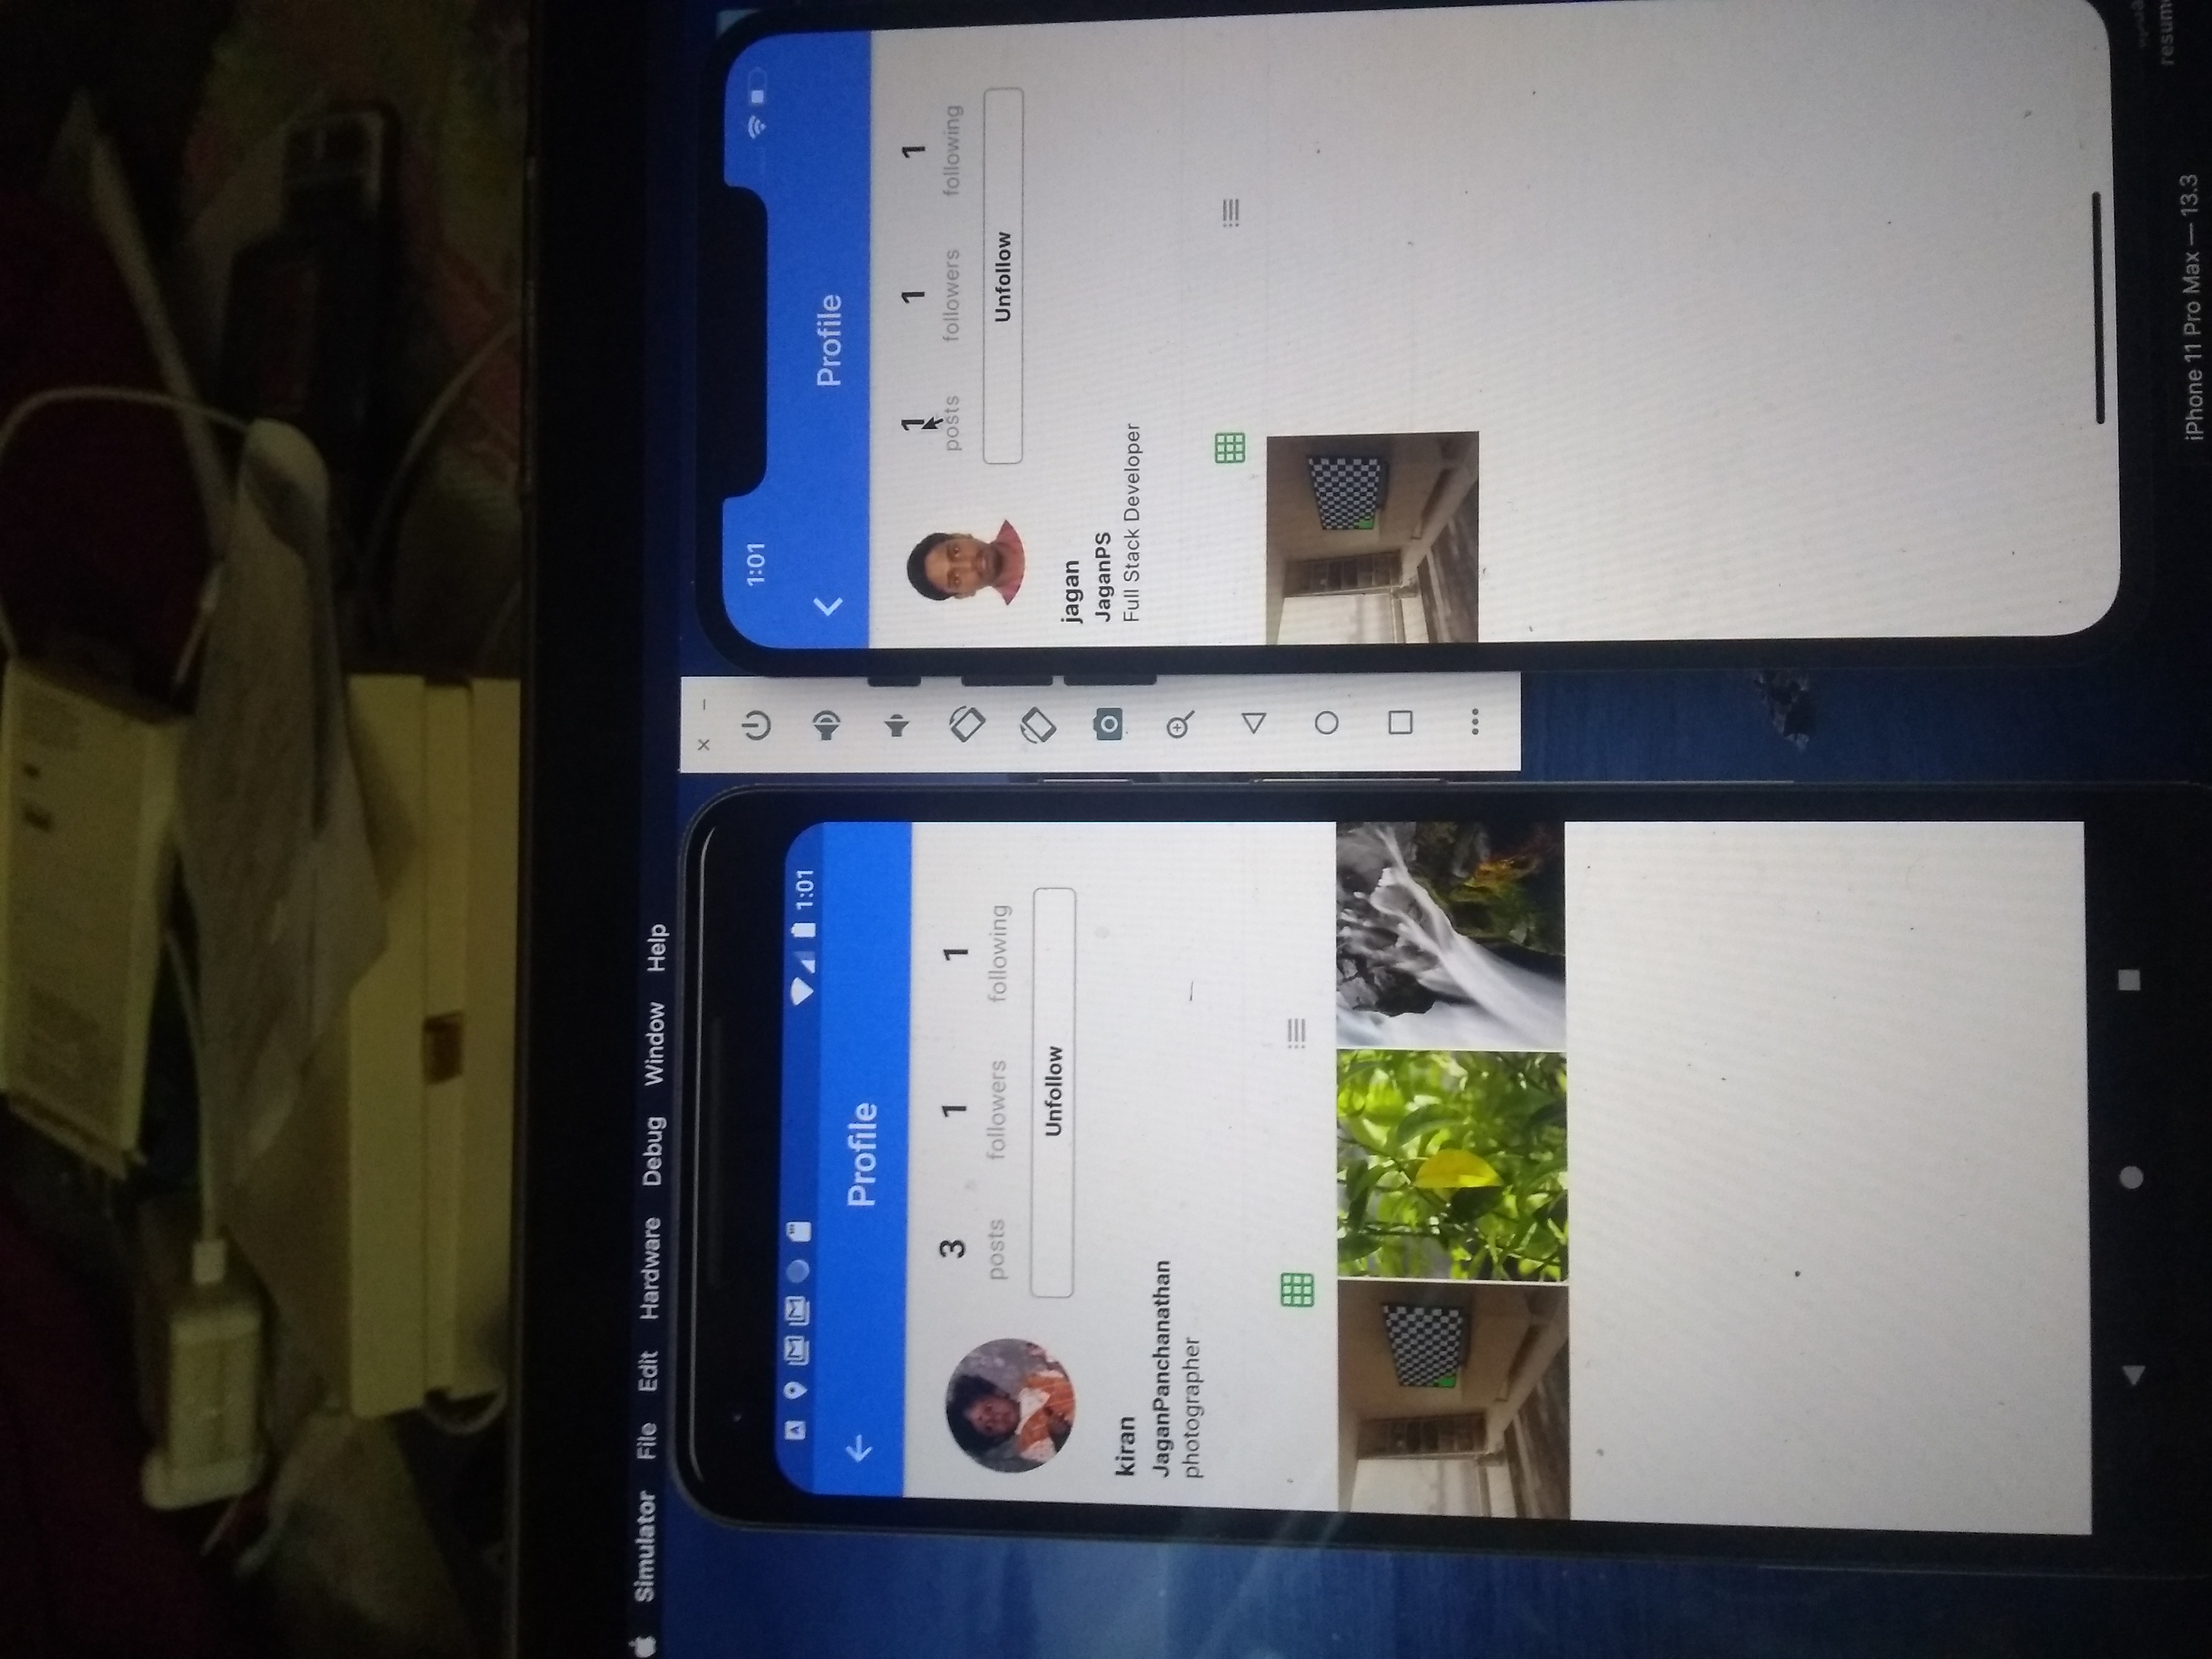 Simulator File Edit Hardware Debug Window Help
1:01
Profile
3 1 1
posts followers following
Unfollow
kiran
JaganPanchanathan
photographer
1:01
Profile
1 1 1
posts followers following
Unfollow
jagan
JaganPS
Full Stack Developer
iPhone 11 Pro Max — 13.3